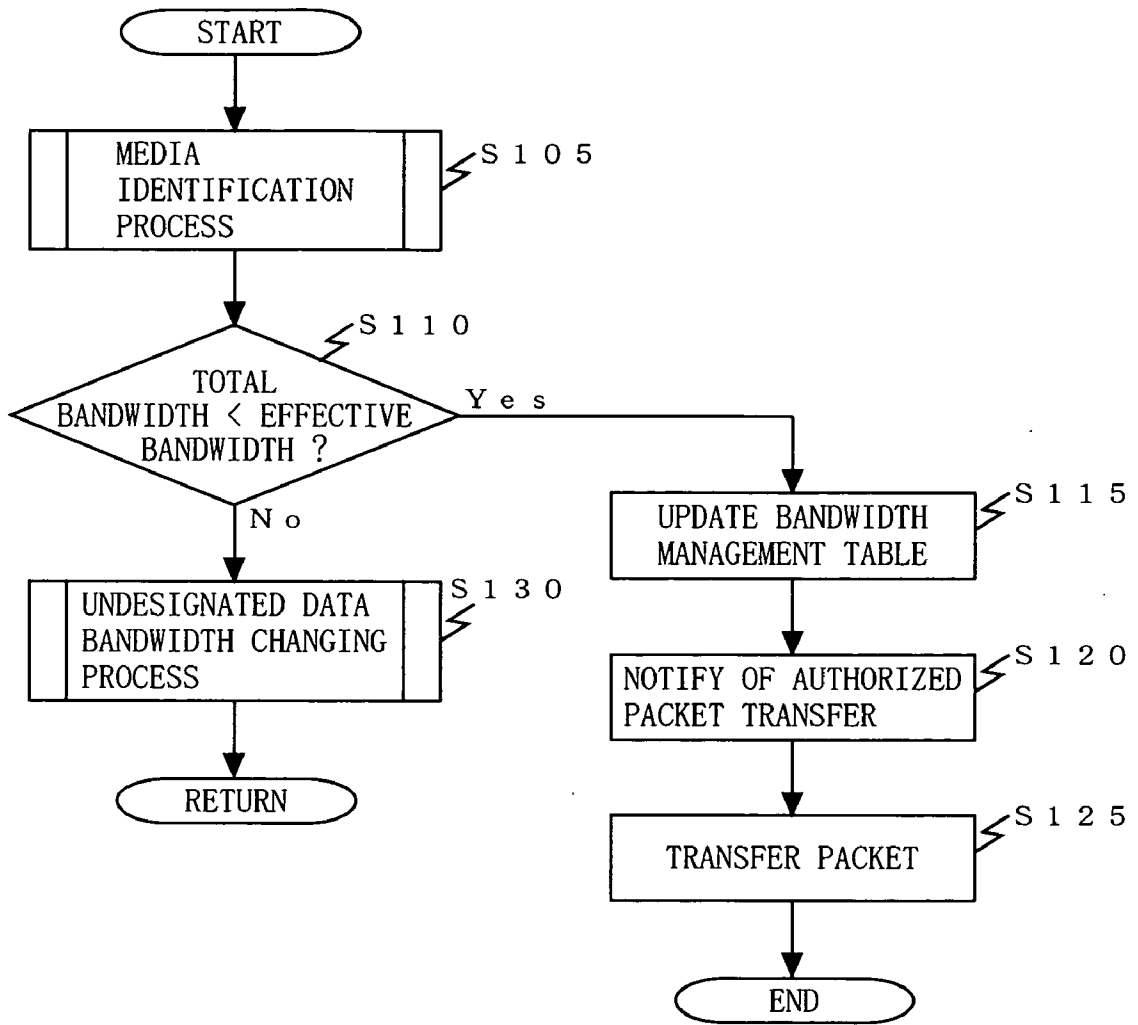 START
MEDIA
IDENTIFICATION
PROCESS
S105
S110
TOTAL
BANDWIDTH < EFFECTIVE
BANDWIDTH ?
Yes
No
UNDESIGNATED DATA
BANDWIDTH CHANGING
PROCESS
S130
RETURN
UPDATE BANDWIDTH
MANAGEMENT TABLE
S115
NOTIFY OF AUTHORIZED
PACKET TRANSFER
S120
TRANSFER PACKET
S125
END